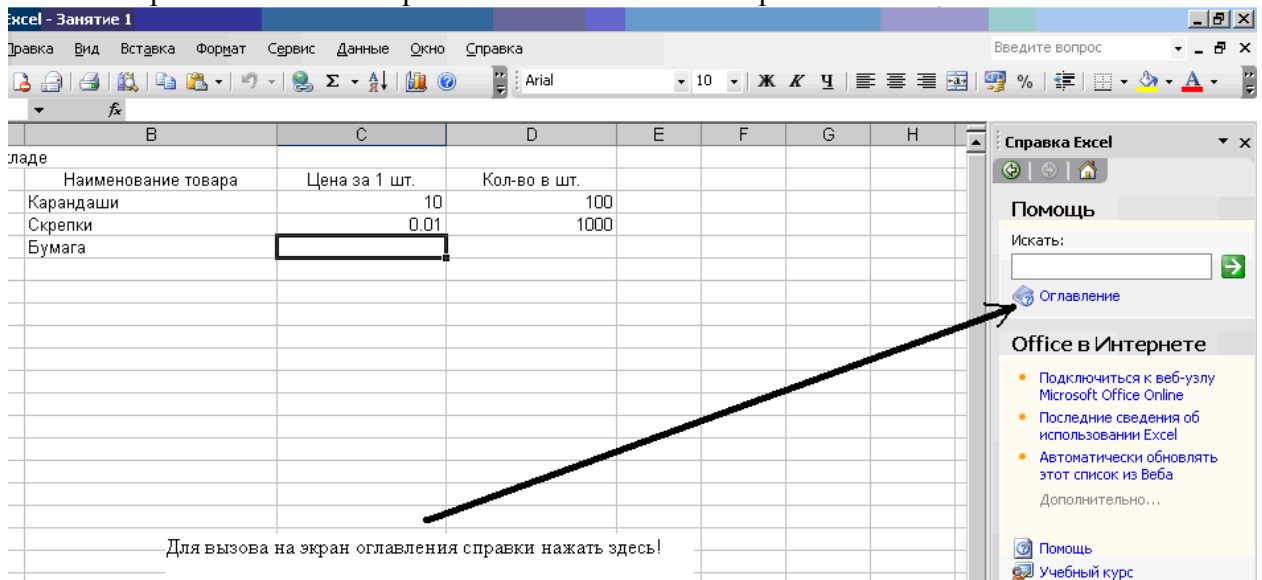 Excel - Занятие 1
Правка Вид Вставка Формат Сервис Данные Окно Справка Введите вопрос
Σ Arial 10 Ж К Ч % А
fx
B C D E F G H
Справка Excel
ладе
Наименование товара Цена за 1 шт. Кол-во в шт.
Карандаши 10 100
Скрепки 0.01 1000
Бумага
Помощь
Искать:
Оглавление
Office в Интернете
Подключиться к веб-узлу
Microsoft Office Online
Последние сведения об
использовании Excel
Автоматически обновлять
этот список из Веба
Дополнительно...
Для вызова на экран оглавления справки нажать здесь!
Помощь
Учебный курс